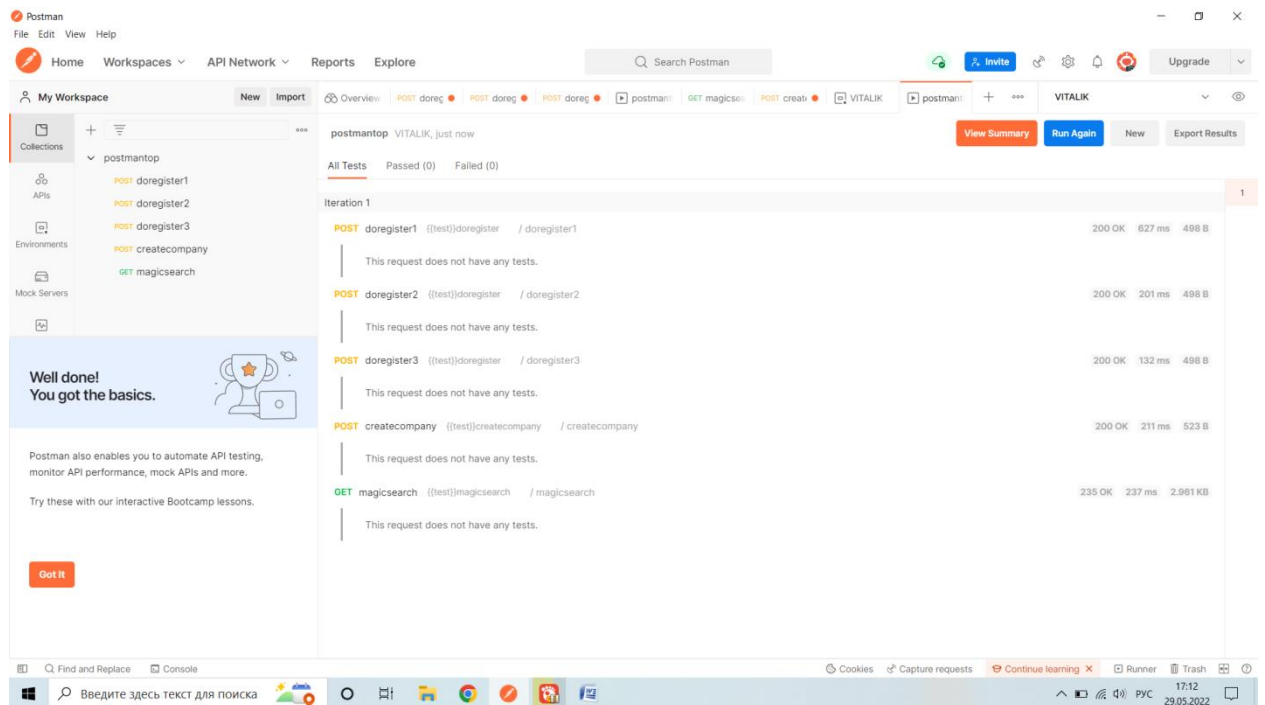 Postman
File Edit View Help
Home Workspaces API Network Reports Explore Search Postman Invite Upgrade
My Workspace New Import Overview POST doreg POST doreg POST doreg postmant GET magicsea POST create VITALIK postmant VITALIK
Collections
postmantop VITALIK, just now View Summary Run Again New Export Results
postmantop
All Tests Passed (0) Failed (0)
POST doregister1
APIs
POST doregister2
Iteration 1 1
POST doregister3
POST doregister1 {{test}}doregister / doregister1 200 OK 627 ms 498 B
Environments
POST createcompany
This request does not have any tests.
GET magicsearch
Mock Servers
POST doregister2 {{test}}doregister / doregister2 200 OK 201 ms 498 B
This request does not have any tests.
POST doregister3 {{test}}doregister / doregister3 200 OK 132 ms 498 B
This request does not have any tests.
POST createcompany {{test}}createcompany / createcompany 200 OK 211 ms 523 B
This request does not have any tests.
GET magicsearch {{test}}magicsearch / magicsearch 235 OK 237 ms 2.961 KB
This request does not have any tests.
Well done!
You got the basics.
Postman also enables you to automate API testing,
monitor API performance, mock APIs and more.
Try these with our interactive Bootcamp lessons.
Got It
Find and Replace Console Cookies Capture requests Continue learning Runner Trash
Введите здесь текст для поиска РУС 17:12
29.05.2022